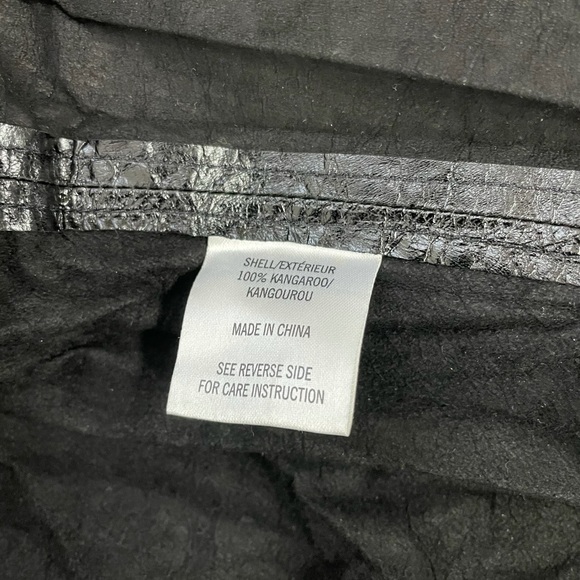 SHELL/EXTÉRIEUR
100% KANGAROO/
KANGOUROU
MADE IN CHINA
SEE REVERSE SIDE
FOR CARE INSTRUCTION